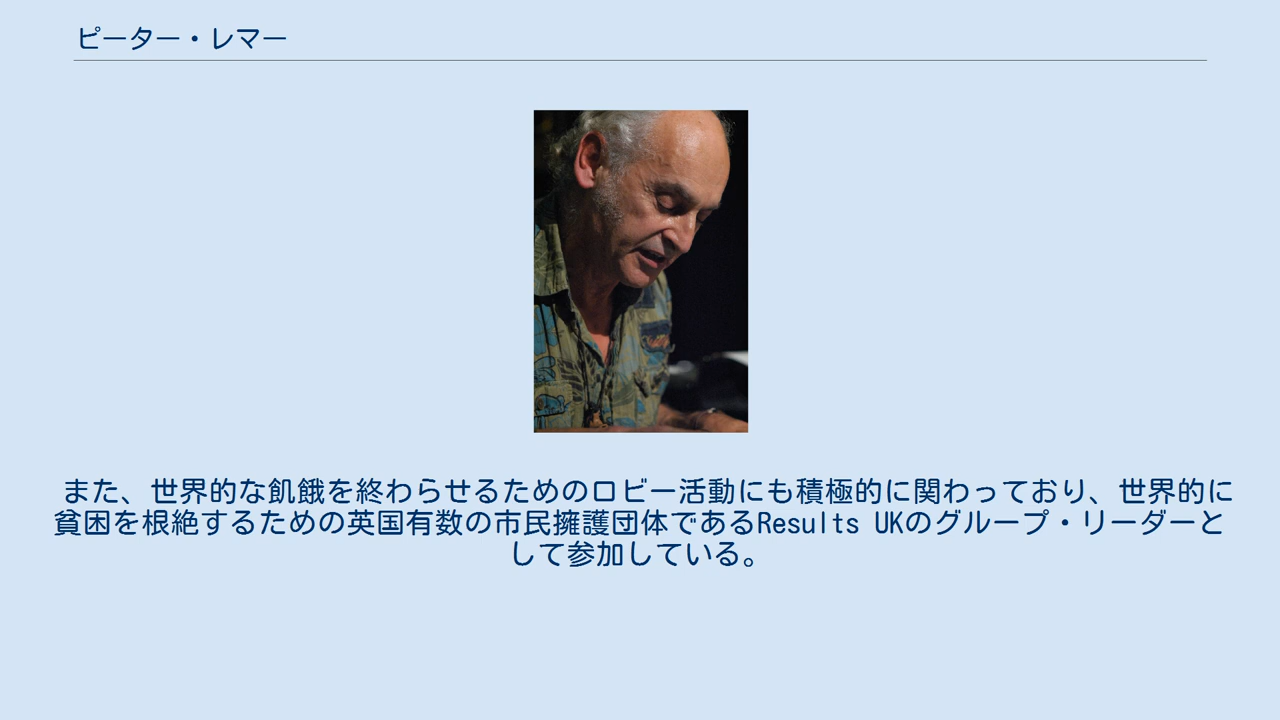 ピーター・レマー
また、世界的な飢餓を終わらせるためのロビー活動にも積極的に関わっており、世界的に
貧困を根絶するための英国有数の市民擁護団体であるResults UKのグループ・リーダーと
して参加している。